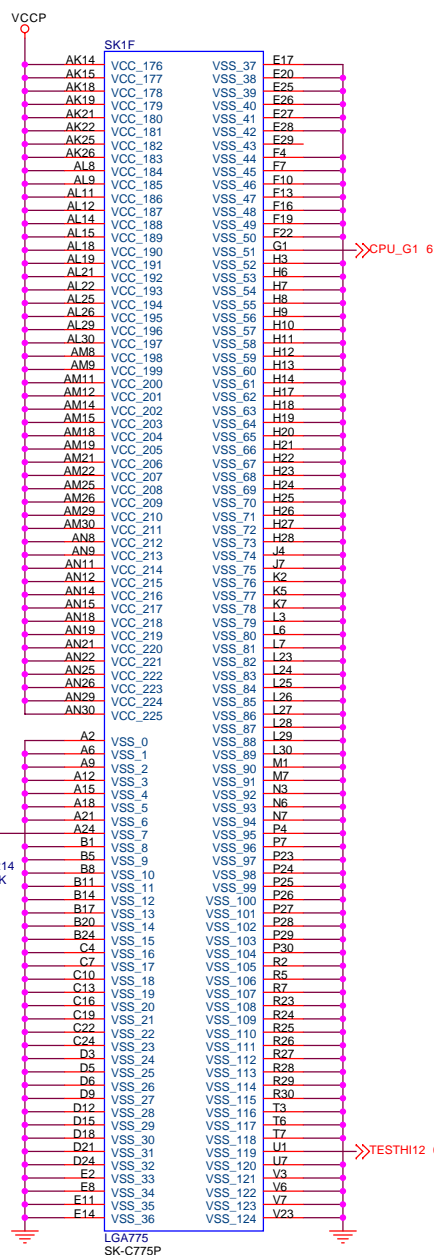 VCCP
SK1F
AK14 VCC_176 VSS_37 E17
AK15 VCC_177 VSS_38 E20
AK18 VCC_178 VSS_39 E25
AK19 VCC_179 VSS_40 E26
AK21 VCC_180 VSS_41 E27
AK22 VCC_181 VSS_42 E28
AK25 VCC_182 VSS_43 E29
AK26 VCC_183 VSS_44 F4
AL8 VCC_184 VSS_45 F7
AL9 VCC_185 VSS_46 F10
AL11 VCC_186 VSS_47 F13
AL12 VCC_187 VSS_48 F16
AL14 VCC_188 VSS_49 F19
AL15 VCC_189 VSS_50 F22
AL18 VCC_190 VSS_51 G1 CPU_G1 6
AL19 VCC_191 VSS_52 H3
AL21 VCC_192 VSS_53 H6
AL22 VCC_193 VSS_54 H7
AL25 VCC_194 VSS_55 H8
AL26 VCC_195 VSS_56 H9
AL29 VCC_196 VSS_57 H10
AL30 VCC_197 VSS_58 H11
AM8 VCC_198 VSS_59 H12
AM9 VCC_199 VSS_60 H13
AM11 VCC_200 VSS_61 H14
AM12 VCC_201 VSS_62 H17
AM14 VCC_202 VSS_63 H18
AM15 VCC_203 VSS_64 H19
AM18 VCC_204 VSS_65 H20
AM19 VCC_205 VSS_66 H21
AM21 VCC_206 VSS_67 H22
AM22 VCC_207 VSS_68 H23
AM25 VCC_208 VSS_69 H24
AM26 VCC_209 VSS_70 H25
AM29 VCC_210 VSS_71 H26
AM30 VCC_211 VSS_72 H27
AN8 VCC_212 VSS_73 H28
AN9 VCC_213 VSS_74 J4
AN11 VCC_214 VSS_75 J7
AN12 VCC_215 VSS_76 K2
AN14 VCC_216 VSS_77 K5
AN15 VCC_217 VSS_78 K7
AN18 VCC_218 VSS_79 L3
AN19 VCC_219 VSS_80 L6
AN21 VCC_220 VSS_81 L7
AN22 VCC_221 VSS_82 L23
AN25 VCC_222 VSS_83 L24
AN26 VCC_223 VSS_84 L25
AN29 VCC_224 VSS_85 L26
AN30 VCC_225 VSS_86 L27
VSS_87 L28
A2 VSS_0 VSS_88 L29
A6 VSS_1 VSS_89 L30
A9 VSS_2 VSS_90 M1
A12 VSS_3 VSS_91 M7
A15 VSS_4 VSS_92 N3
A18 VSS_5 VSS_93 N6
A21 VSS_6 VSS_94 N7
A24 VSS_7 VSS_95 P4
B1 VSS_8 VSS_96 P7
B5 VSS_9 VSS_97 P23
14 B8 VSS_10 VSS_98 P24
K B11 VSS_11 VSS_99 P25
B14 VSS_12 VSS_100 P26
B17 VSS_13 VSS_101 P27
B20 VSS_14 VSS_102 P28
B24 VSS_15 VSS_103 P29
C4 VSS_16 VSS_104 P30
C7 VSS_17 VSS_105 R2
C10 VSS_18 VSS_106 R5
C13 VSS_19 VSS_107 R7
C16 VSS_20 VSS_108 R23
C19 VSS_21 VSS_109 R24
C22 VSS_22 VSS_110 R25
C24 VSS_23 VSS_111 R26
D3 VSS_24 VSS_112 R27
D5 VSS_25 VSS_113 R28
D6 VSS_26 VSS_114 R29
D9 VSS_27 VSS_115 R30
D12 VSS_28 VSS_116 T3
D15 VSS_29 VSS_117 T6
D18 VSS_30 VSS_118 T7
D21 VSS_31 VSS_119 U1 TESTHI12
D24 VSS_32 VSS_120 U7
E2 VSS_33 VSS_121 V3
E8 VSS_34 VSS_122 V6
E11 VSS_35 VSS_123 V7
E14 VSS_36 VSS_124 V23
LGA775
SK-C775P